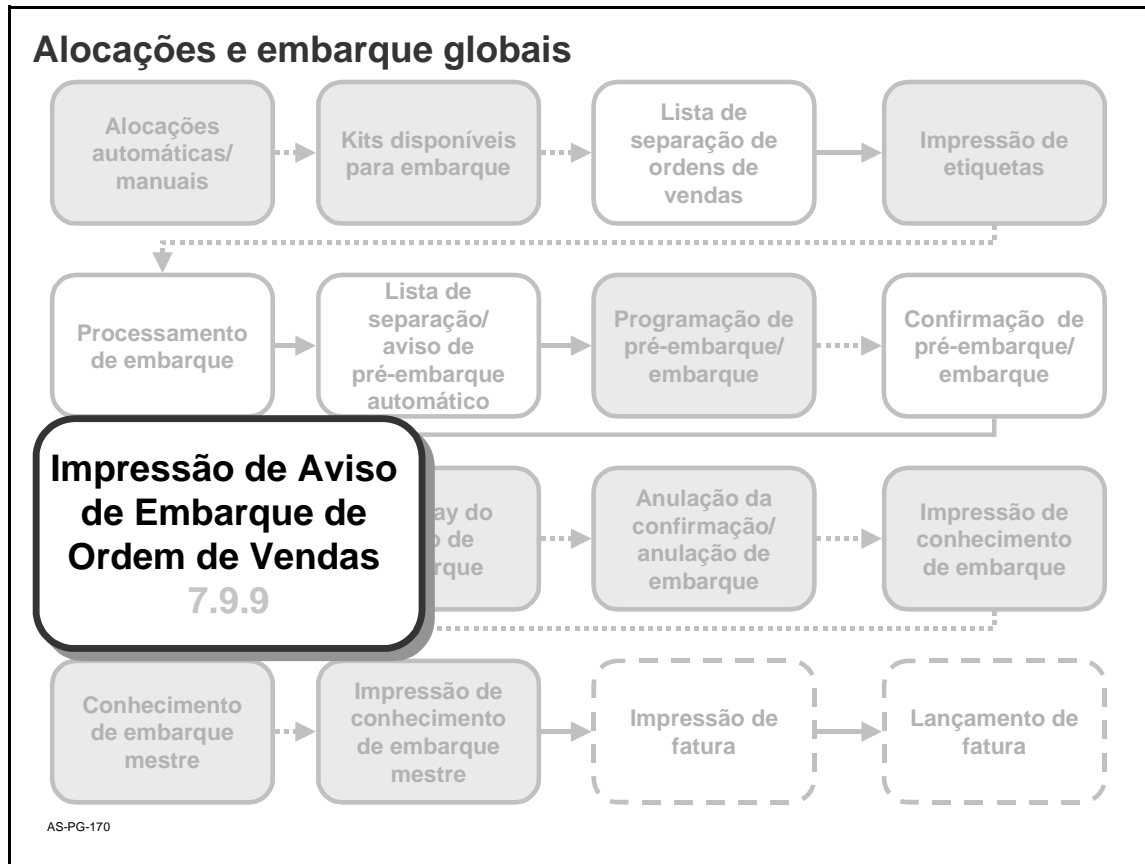 Alocações e embarque globais
Alocações
automáticas/
manuais
Kits disponíveis
para embarque
Lista de
separação de
ordens de
vendas
Impressão de
etiquetas
Processamento
de embarque
Lista de
separação/
aviso de
pré-embarque
automático
Programação de
pré-embarque/
embarque
Confirmação de
pré-embarque/
embarque
Impressão de Aviso
de Embarque de
Ordem de Vendas
7.9.9
do
de
Anulação da
confirmação/
anulação de
embarque
Impressão de
conhecimento
de embarque
Conhecimento
de embarque
mestre
Impressão de
conhecimento
de embarque
mestre
Impressão de
fatura
Lançamento de
fatura
AS-PG-170